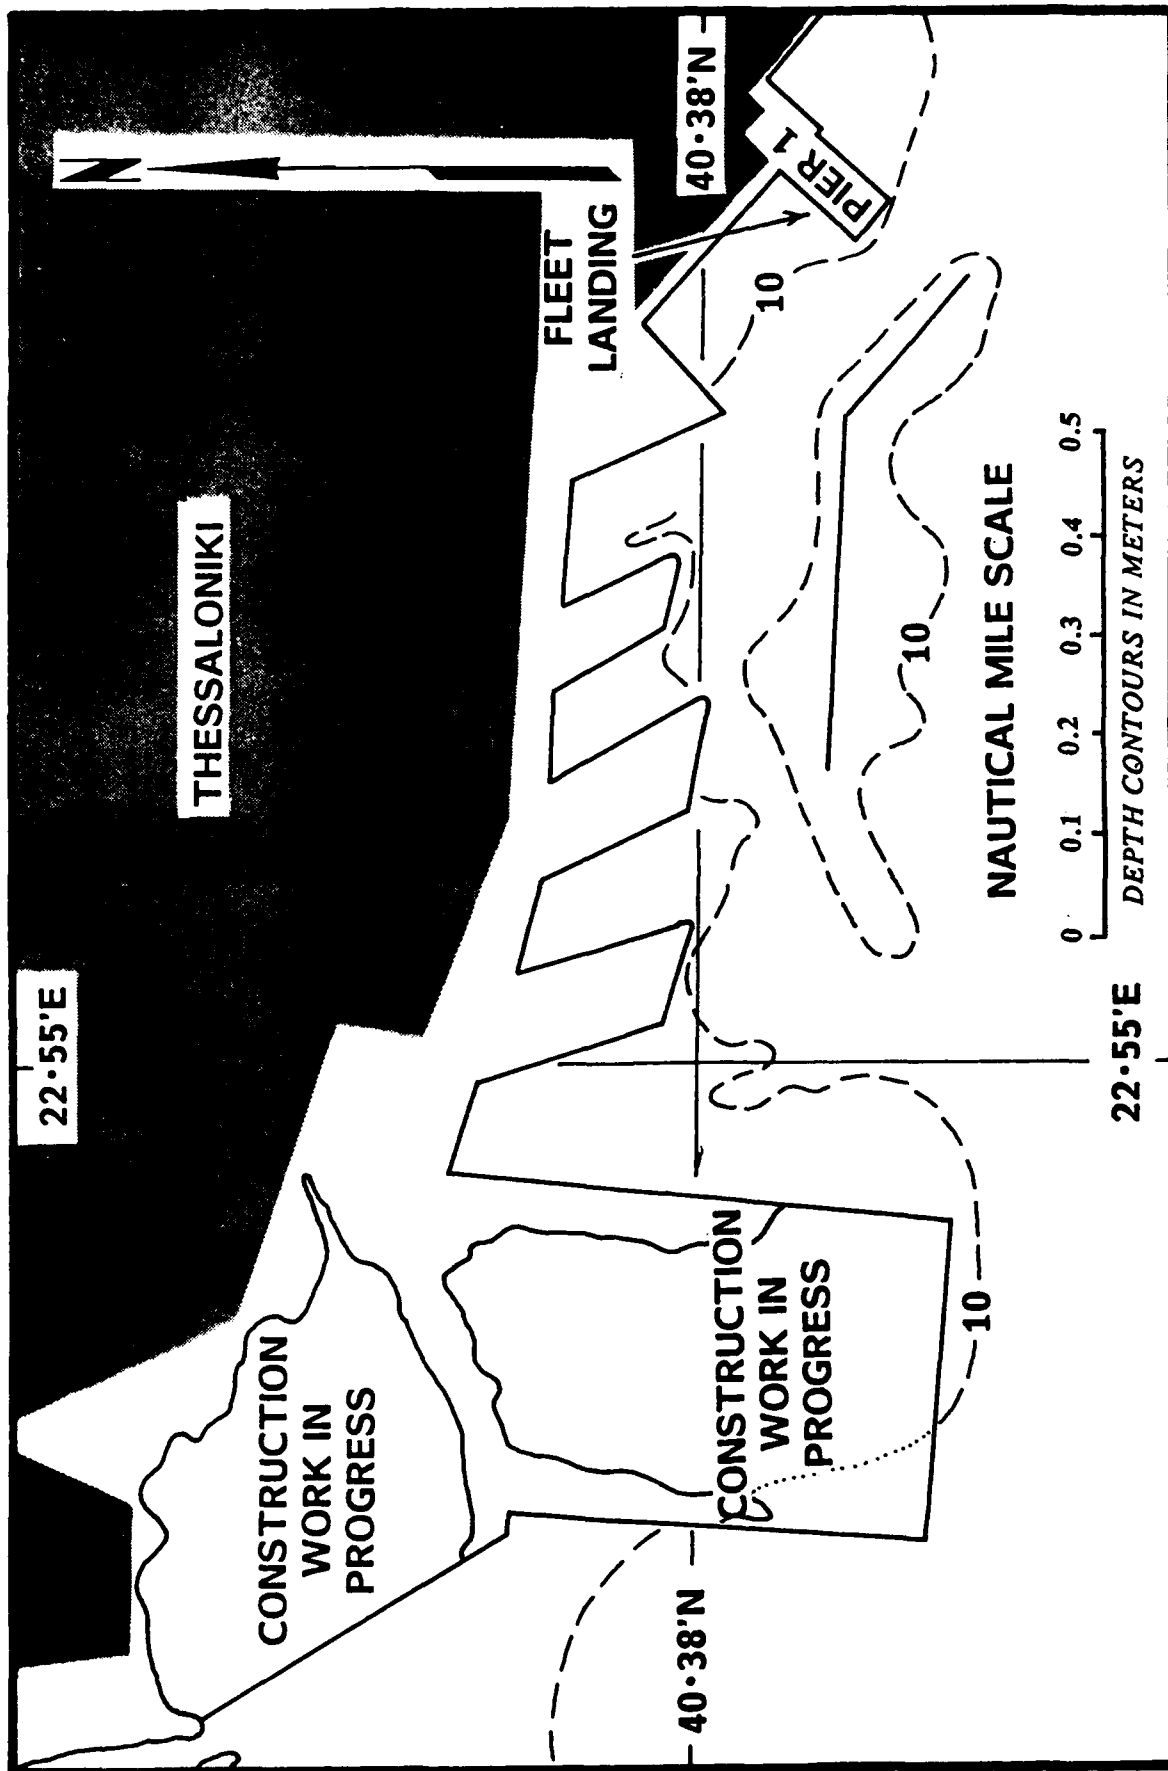 22•55'E
THESSALONIKI
N
FLEET
LANDING
40•38'N
PIER 1
10
CONSTRUCTION
WORK IN
PROGRESS
CONSTRUCTION
WORK IN
PROGRESS
40•38'N
10
10
NAUTICAL MILE SCALE
0 0.1 0.2 0.3 0.4 0.5
DEPTH CONTOURS IN METERS
22•55'E